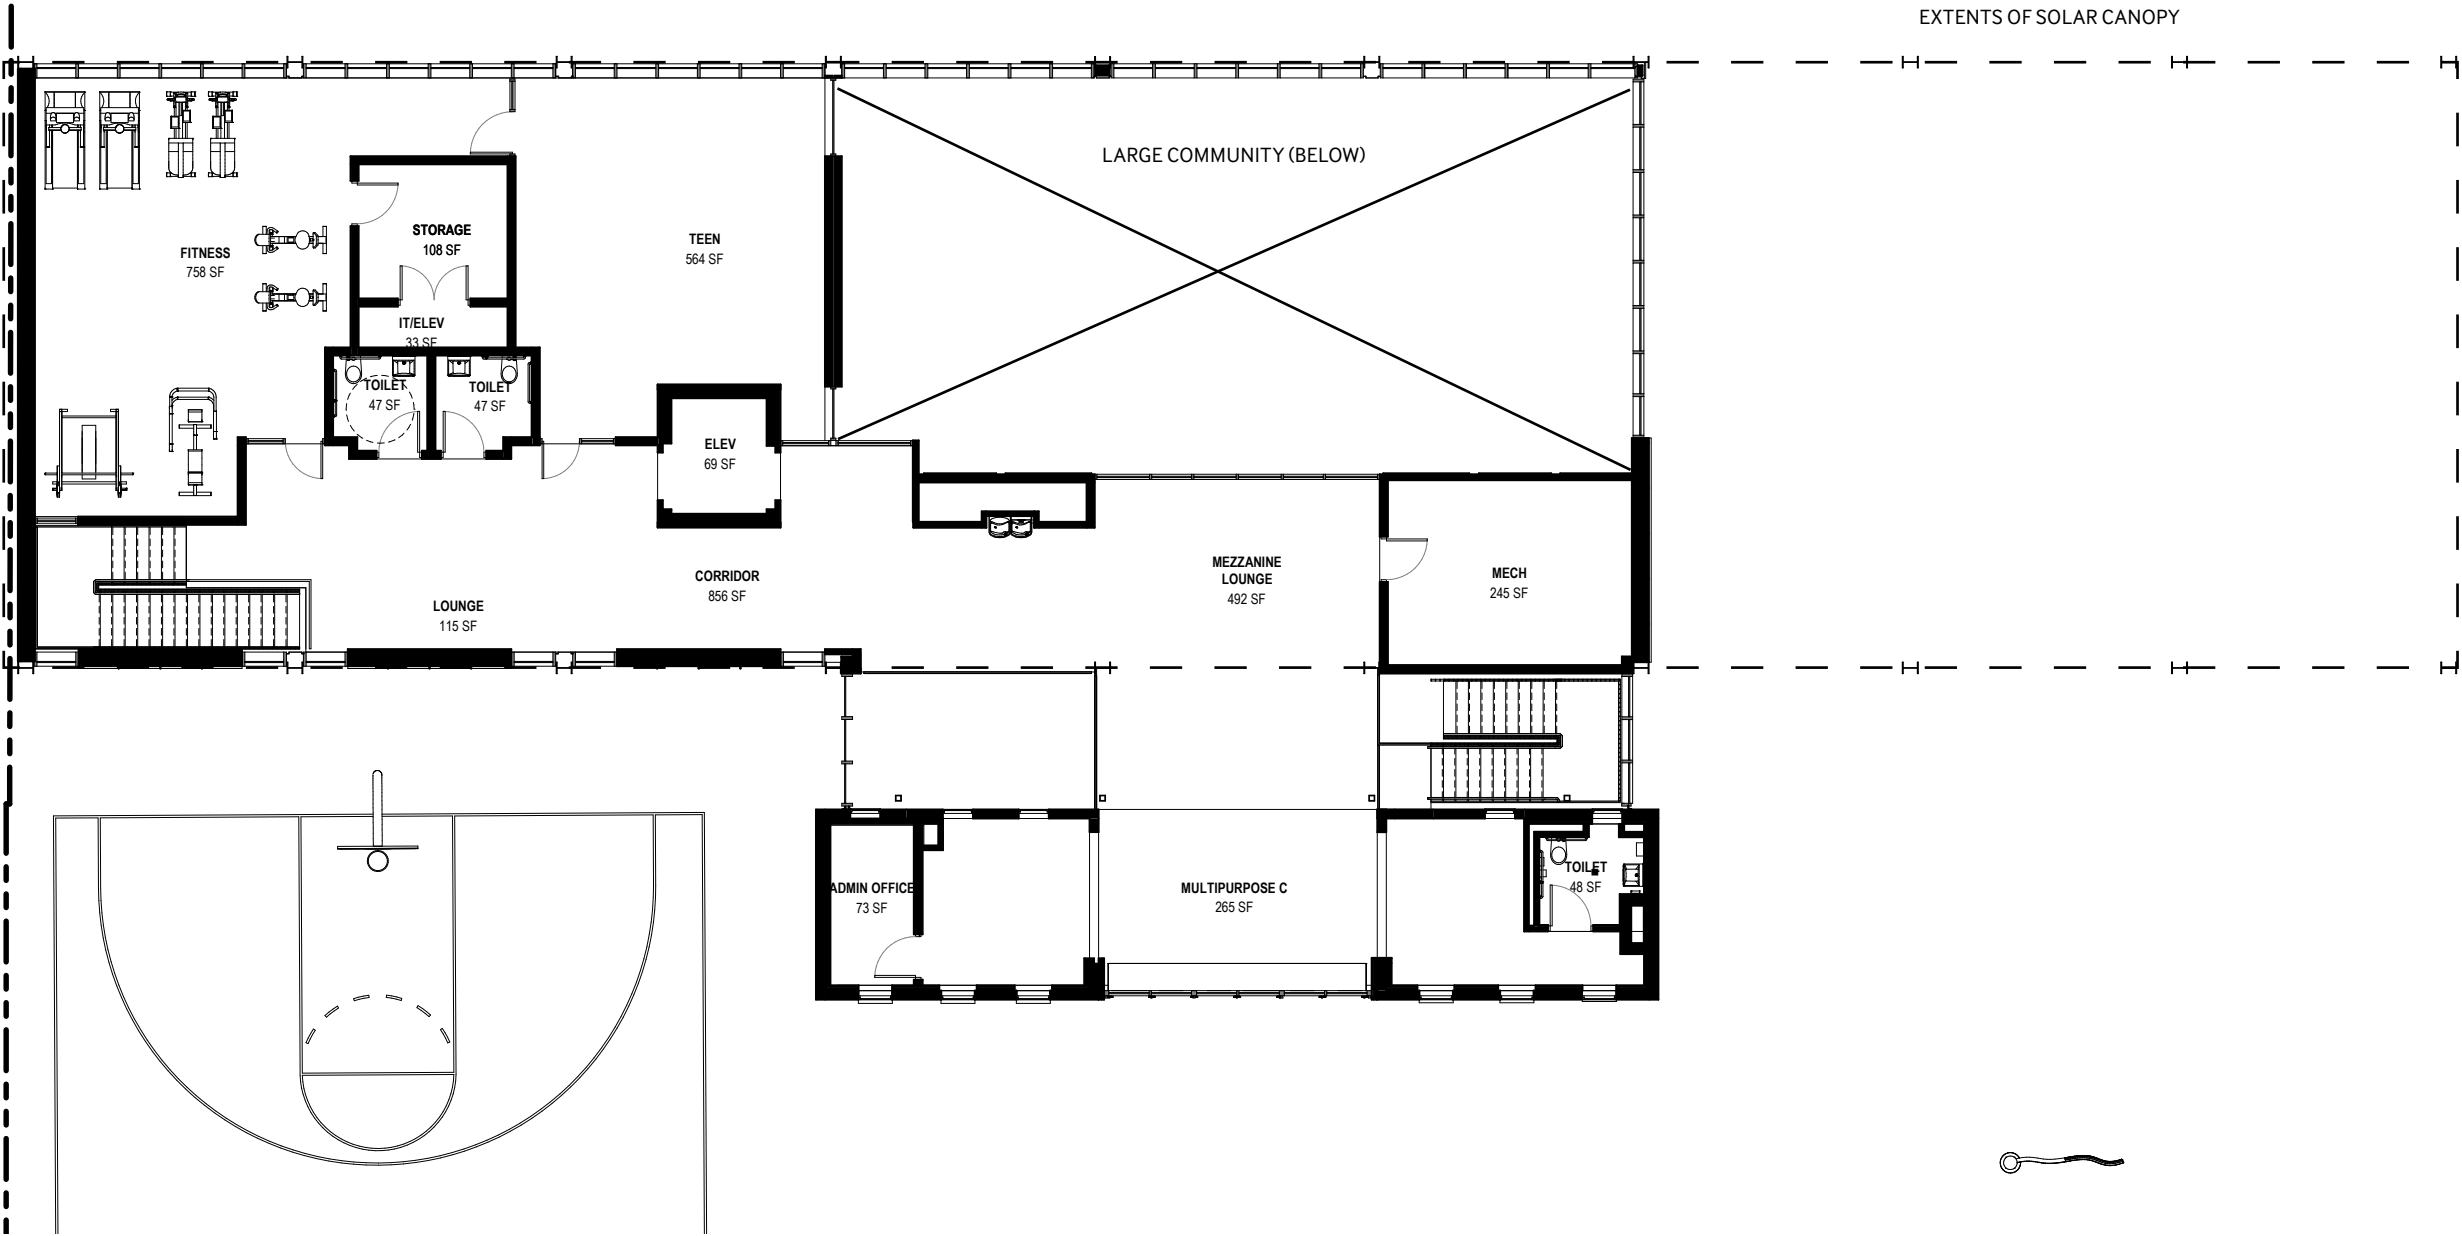 EXTENTS OF SOLAR CANOPY
LARGE COMMUNITY (BELOW)
STORAGE
108 SF
TEEN
564 SF
FITNESS
758 SF
IT/ELEV
33 SF
TOILET
47 SF
TOILET
47 SF
ELEV
69 SF
MEZZANINE
LOUNGE
492 SF
MECH
245 SF
CORRIDOR
856 SF
LOUNGE
115 SF
ADMIN OFFICE
73 SF
MULTIPURPOSE C
265 SF
TOILET
48 SF